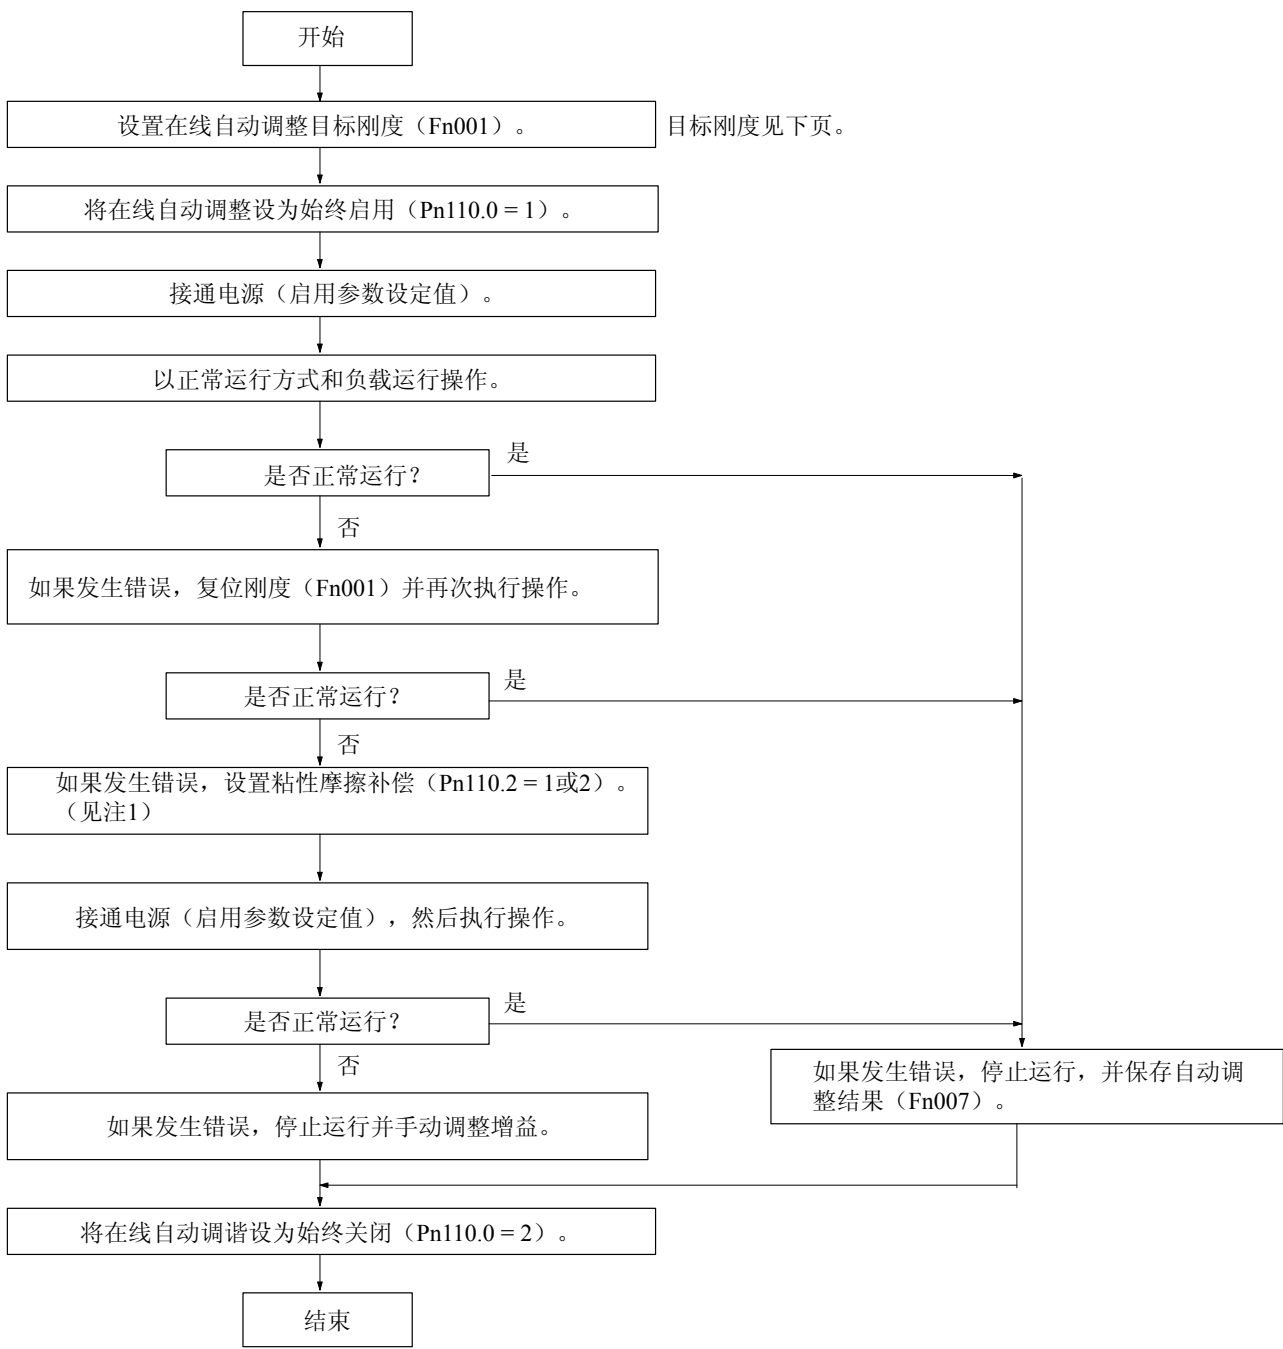 开始
设置在线自动调整目标刚度（Fn001）。
目标刚度见下页。
将在线自动调整设为始终启用（Pn110.0 = 1）。
接通电源（启用参数设定值）。
以正常运行方式和负载运行操作。
是否正常运行？
是
否
如果发生错误，复位刚度（Fn001）并再次执行操作。
是否正常运行？
是
否
如果发生错误，设置粘性摩擦补偿（Pn110.2 = 1或2）。
（见注1）
接通电源（启用参数设定值），然后执行操作。
是否正常运行？
是
否
如果发生错误，停止运行，并保存自动调
整结果（Fn007）。
如果发生错误，停止运行并手动调整增益。
将在线自动调谐设为始终关闭（Pn110.0 = 2）。
结束